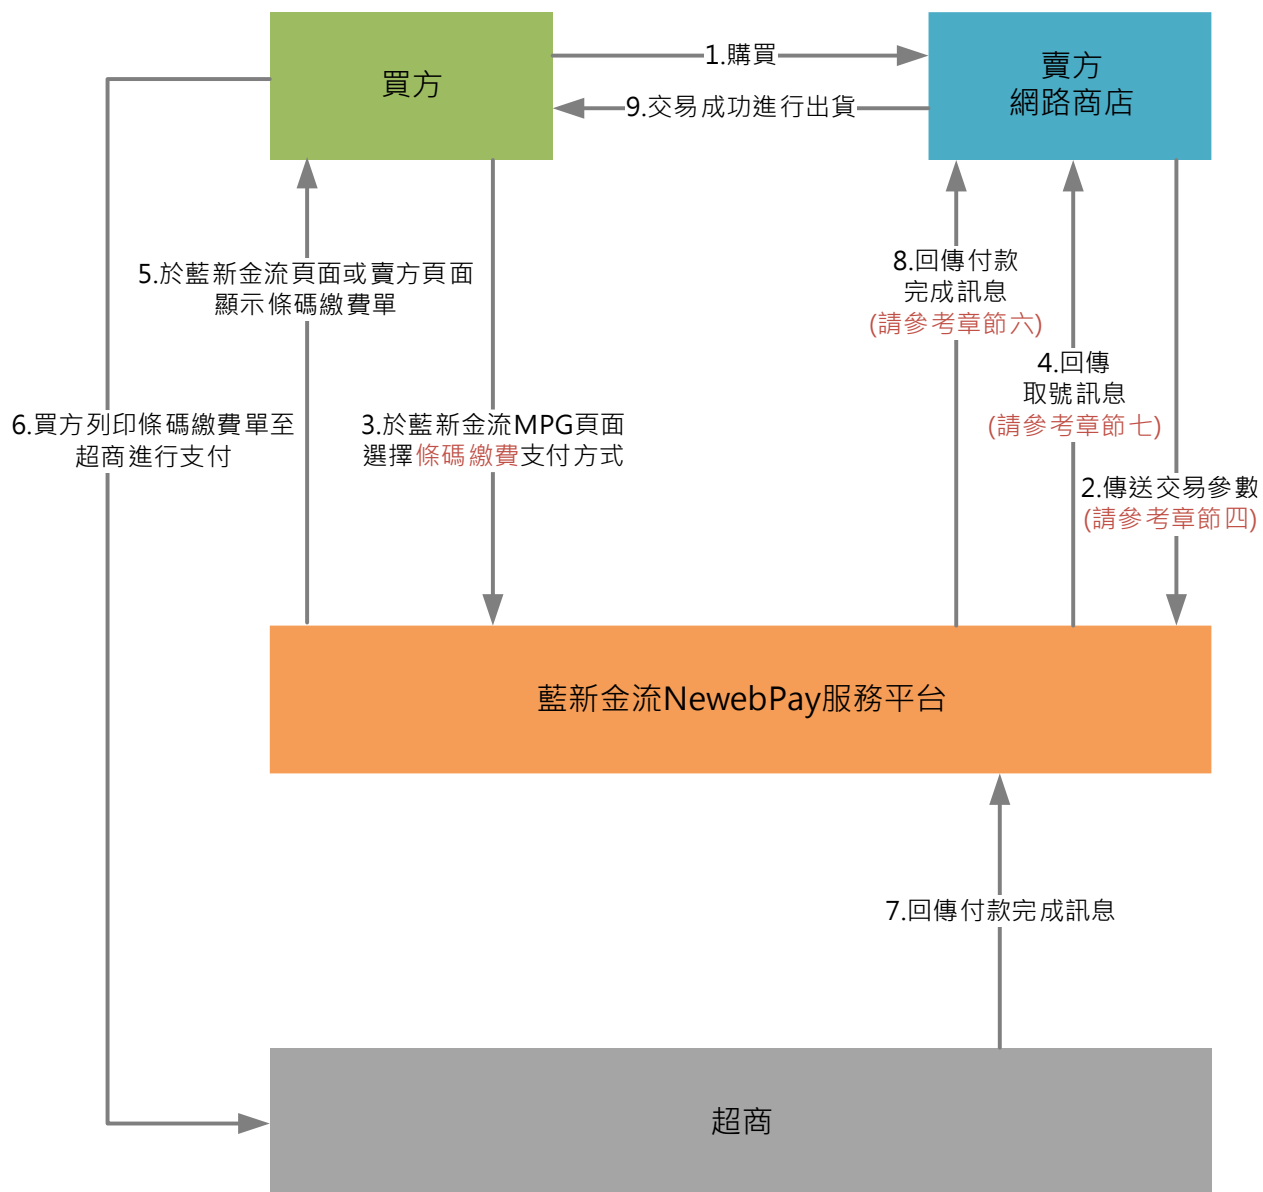 買方
1.購買
賣方
網路商店
9.交易成功進行出貨
5.於藍新金流頁面或賣方頁面
顯示條碼繳費單
8.回傳付款
完成訊息
(請參考章節六)
4.回傳
取號訊息
(請參考章節七)
6.買方列印條碼繳費單至
超商進行支付
3.於藍新金流MPG頁面
選擇條碼繳費支付方式
2.傳送交易參數
(請參考章節四)
藍新金流NewebPay服務平台
7.回傳付款完成訊息
超商